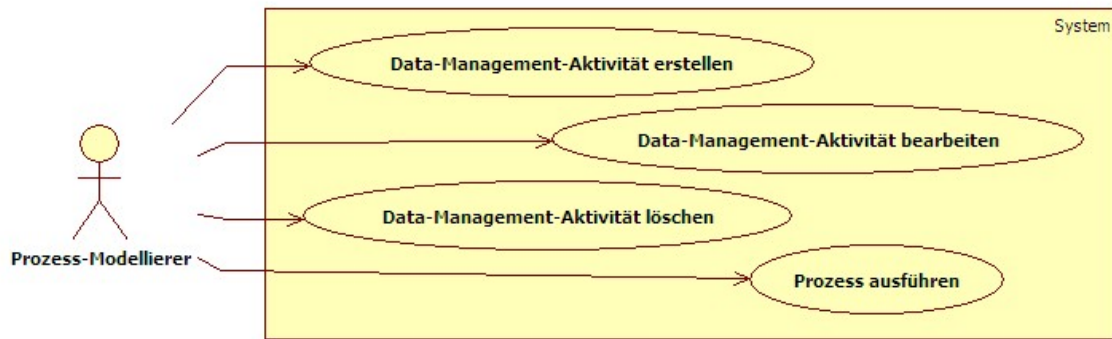 System
Data-Management-Aktivität erstellen
Data-Management-Aktivität bearbeiten
Data-Management-Aktivität löschen
Prozess-Modellierer
Prozess ausführen